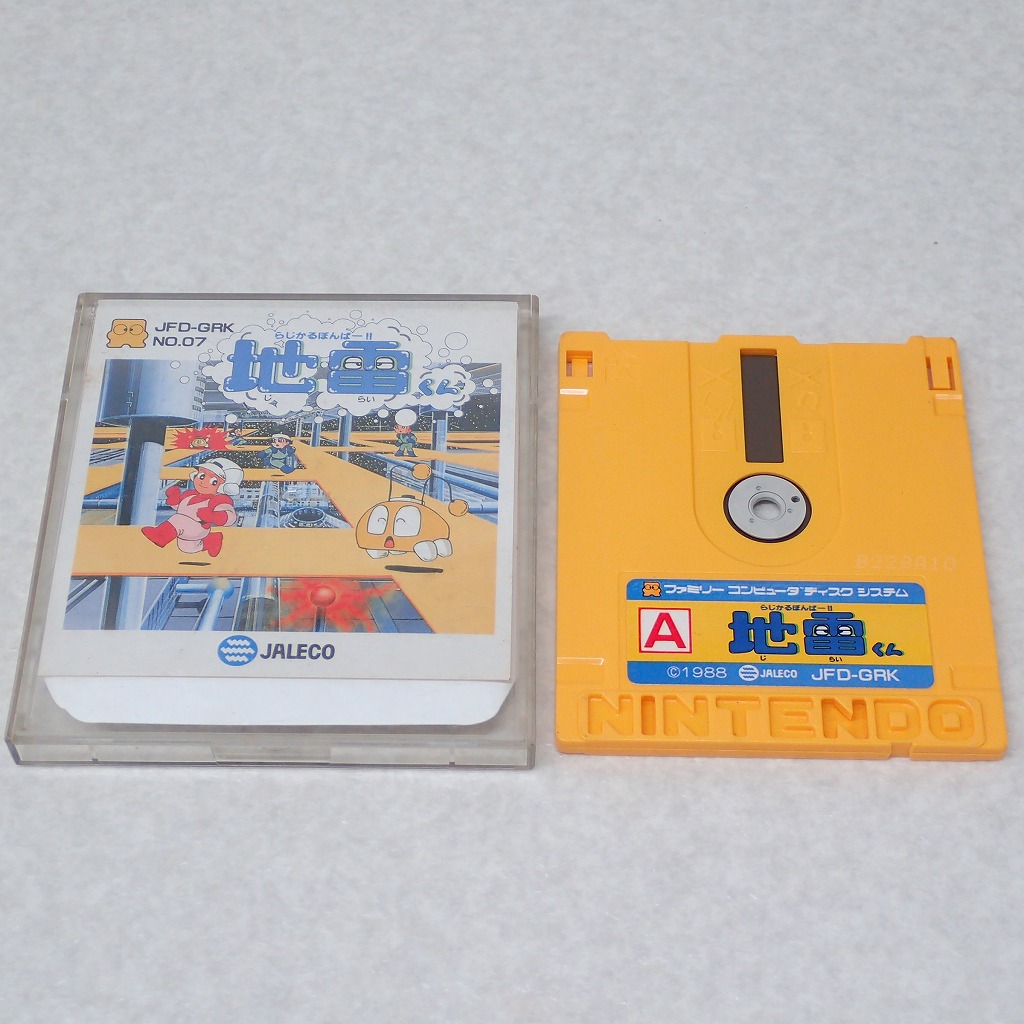 JFD-GRK
NO.07
らじかるぼんばー!!
地雷くん
じ らい
JALECO
B228810
ファミリー コンピュータ ディスク システム
A
らじかるぼんばー!!
地雷くん
じ らい
©1988 JALECO JFD-GRK
NINTENDO